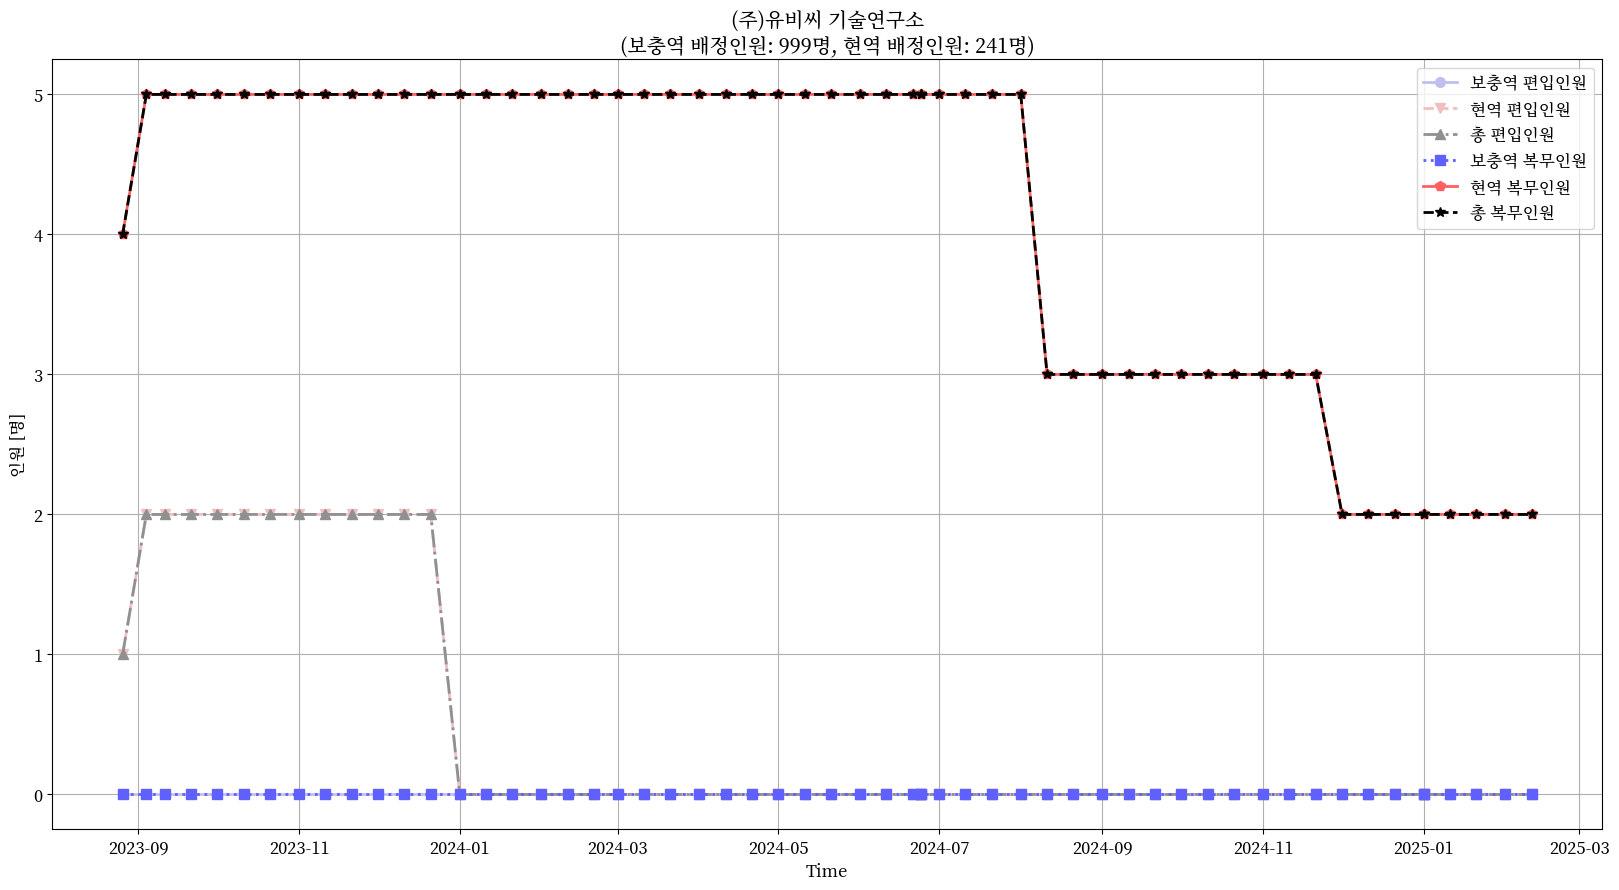 (주)유비씨 기술연구소
(보충역 배정인원: 999명, 현역 배정인원: 241명)
보충역 편입인원
현역 편입인원
총 편입인원
보충역 복무인원
현역 복무인원
총 복무인원
인원 [명]
5
4
3
2
1
0
2023-09
2023-11
2024-01
2024-03
2024-05
2024-07
2024-09
2024-11
2025-01
2025-03
Time